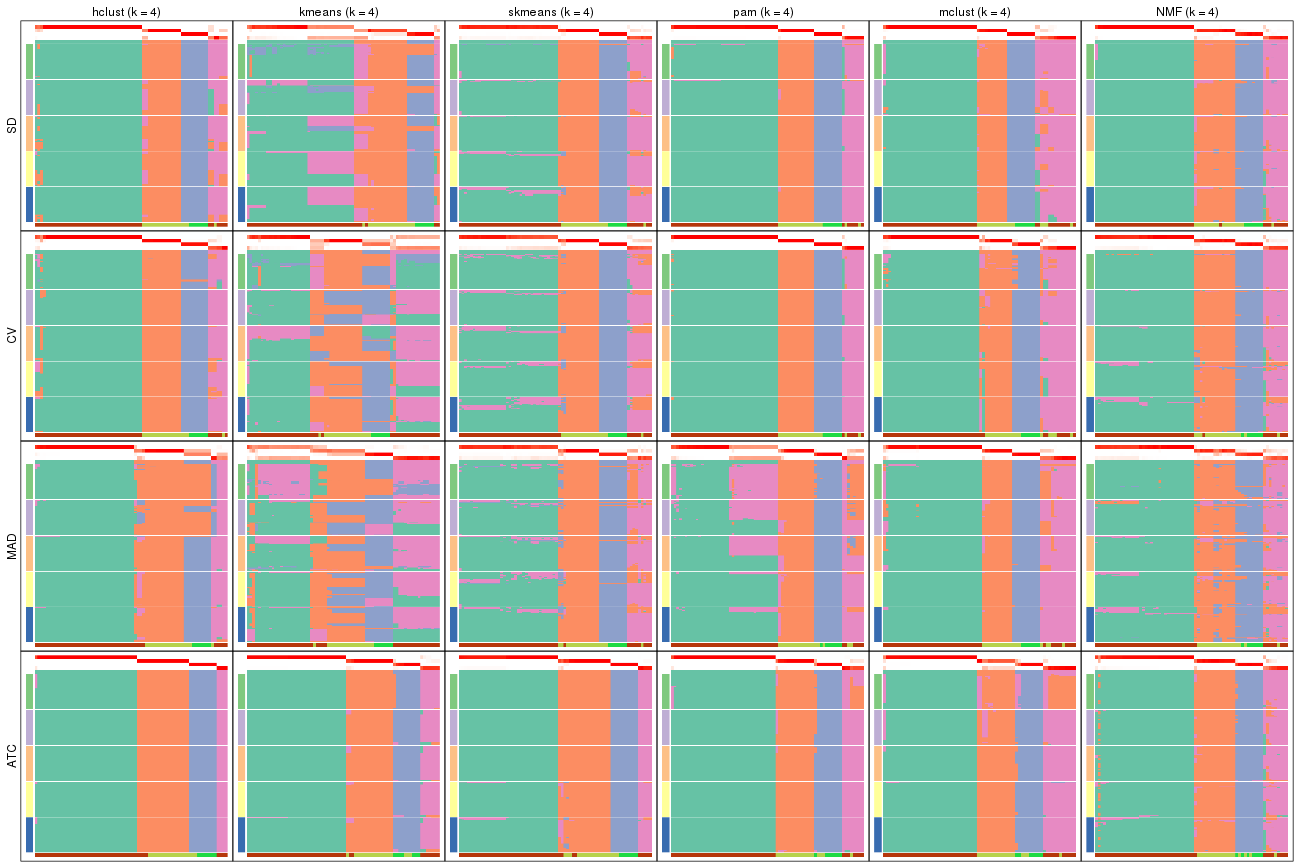 hclust (k = 4)
kmeans (k = 4)
skmeans (k = 4)
pam (k = 4)
mclust (k = 4)
NMF (k = 4)
SD
CV
MAD
ATC